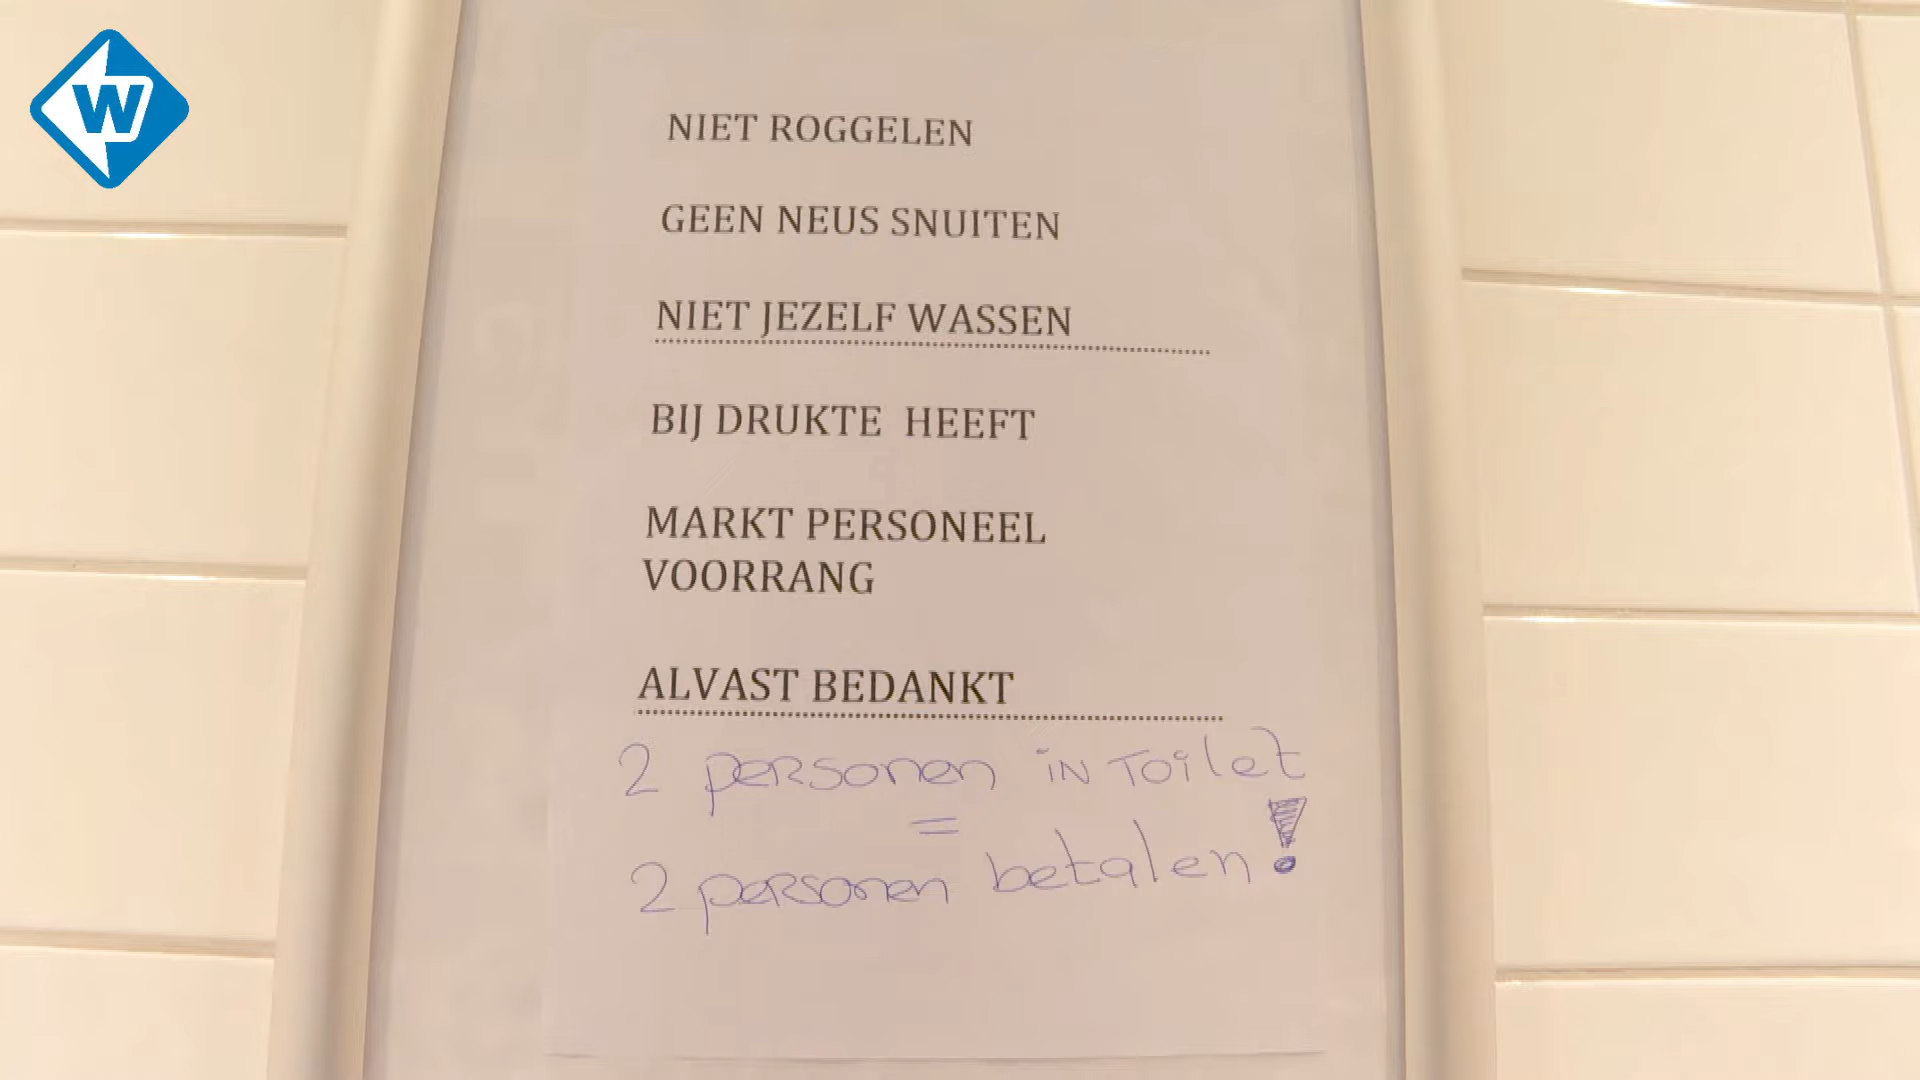 W
NIET ROGGELEN
GEEN NEUS SNUITEN
NIET JEZELF WASSEN
BIJ DRUKTE HEEFT
MARKT PERSONEEL
VOORRANG
ALVAST BEDANKT
2 personen in Toilet
=
2 personen betalen!